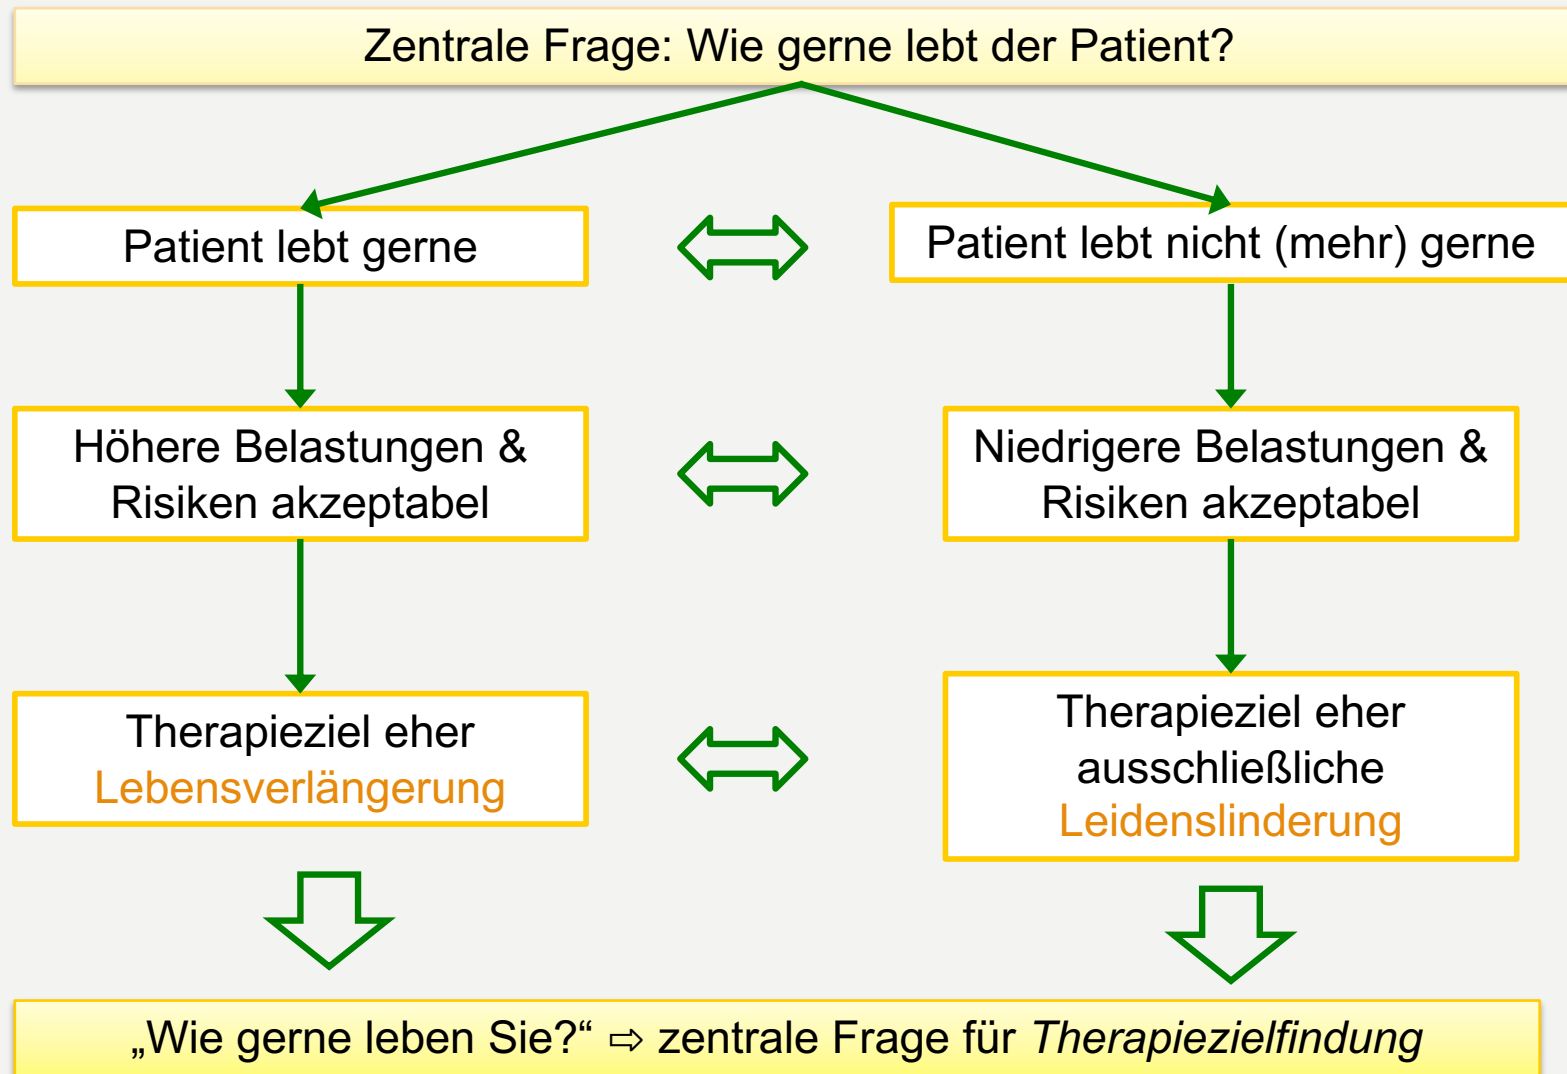 Zentrale Frage: Wie gerne lebt der Patient?
Patient lebt gerne
Patient lebt nicht (mehr) gerne
Höhere Belastungen &
Risiken akzeptabel
Niedrigere Belastungen &
Risiken akzeptabel
Therapieziel eher
Lebensverlängerung
Therapieziel eher
ausschließliche
Leidenslinderung
„Wie gerne leben Sie?“ ⇨ zentrale Frage für Therapiezielfindung